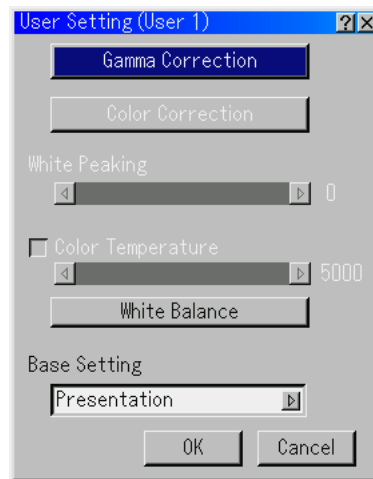 User Setting (User 1) ?
Gamma Correction
Color Correction
White Peaking
0
Color Temperature
5000
White Balance
Base Setting
Presentation
OK Cancel